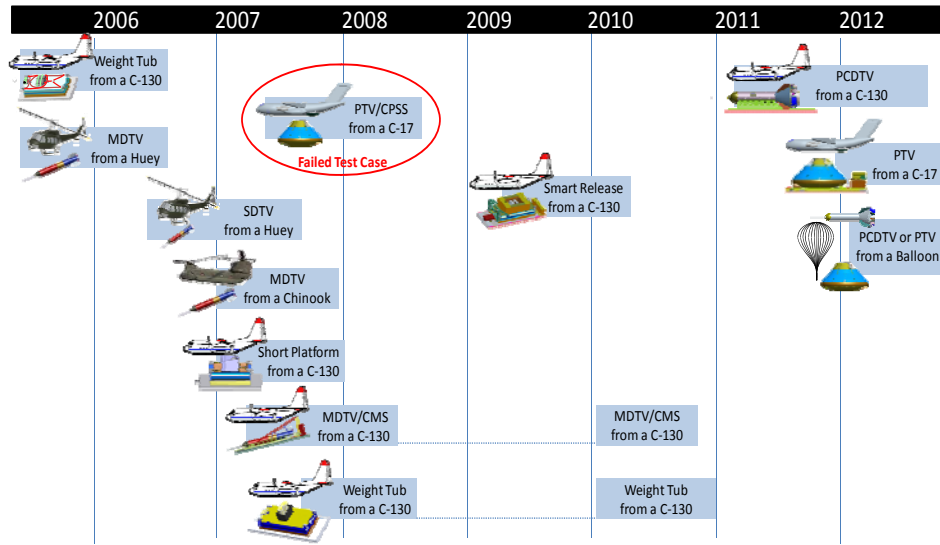 2006 2007 2008 2009 2010 2011 2012
Weight Tub
from a C-130
MDTV
from a Huey
PTV/CPSS
from a C-17
Failed Test Case
SDTV
from a Huey
MDTV
from a Chinook
Short Platform
from a C-130
MDTV/CMS
from a C-130
Weight Tub
from a C-130
Smart Release
from a C-130
MDTV/CMS
from a C-130
Weight Tub
from a C-130
PCDTV
from a C-130
PTV
from a C-17
PCDTV or PTV
from a Balloon